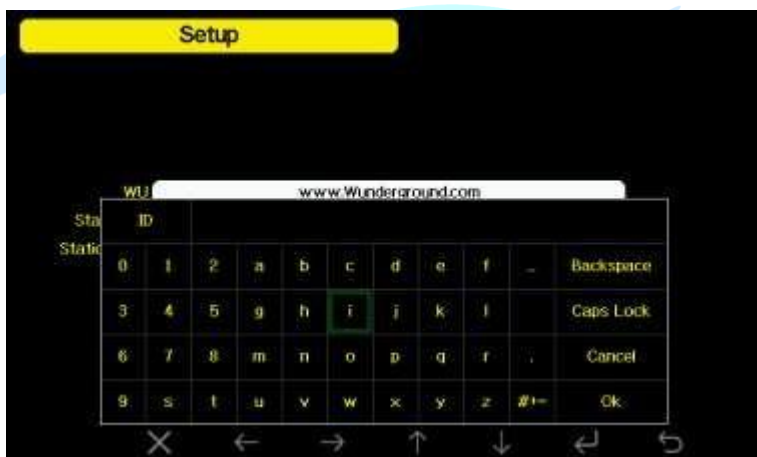 Setup
WU www.Wunderground.com
Sta ID
Static
0 1 2 a b c d e f - Backspace
3 4 5 g h i j k l Caps Lock
6 7 8 m n o p q r . Cancel
9 s t u v w x y z #+= Ok